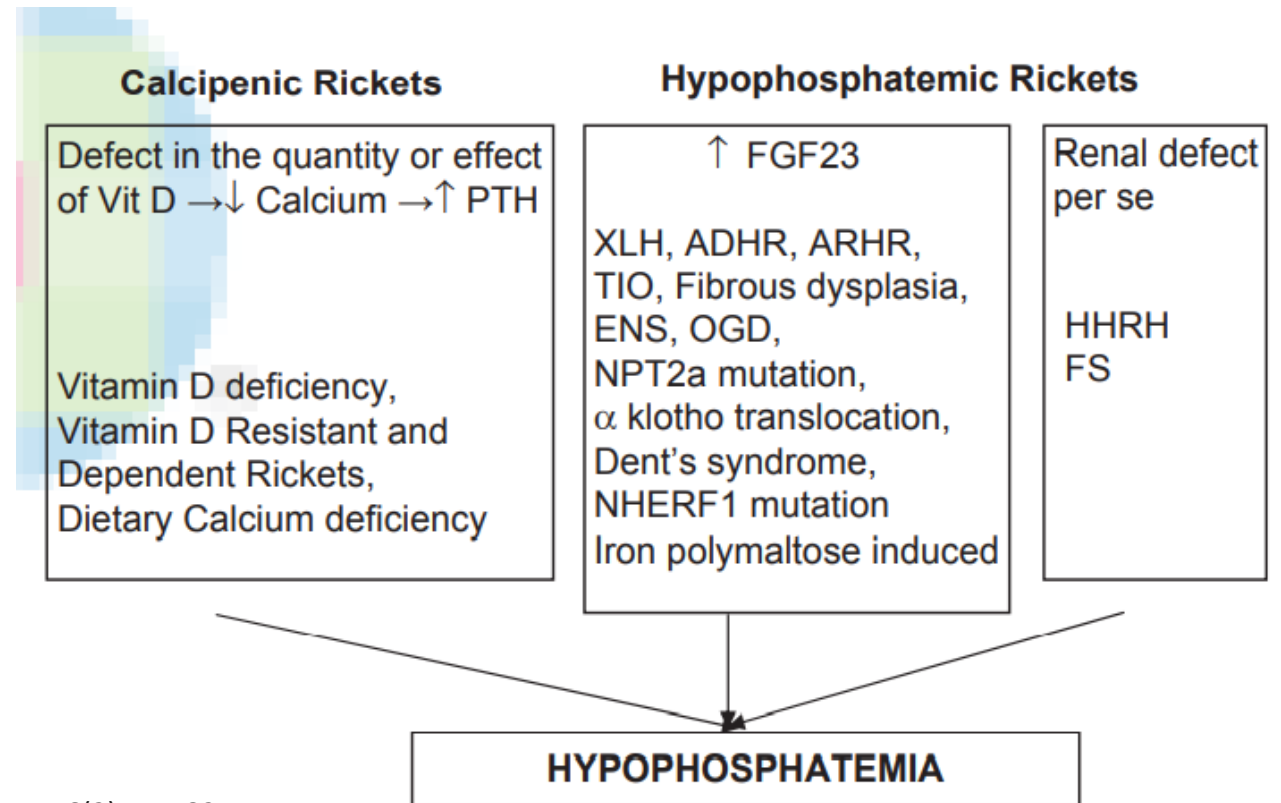 Calcipenic Rickets
Hypophosphatemic Rickets
Defect in the quantity or effect
of Vit D →↓ Calcium →↑ PTH
Vitamin D deficiency,
Vitamin D Resistant and
Dependent Rickets,
Dietary Calcium deficiency
↑ FGF23
XLH, ADHR, ARHR,
TIO, Fibrous dysplasia,
ENS, OGD,
NPT2a mutation,
α klotho translocation,
Dent's syndrome,
NHERF1 mutation
Iron polymaltose induced
Renal defect
per se
HHRH
FS
HYPOPHOSPHATEMIA